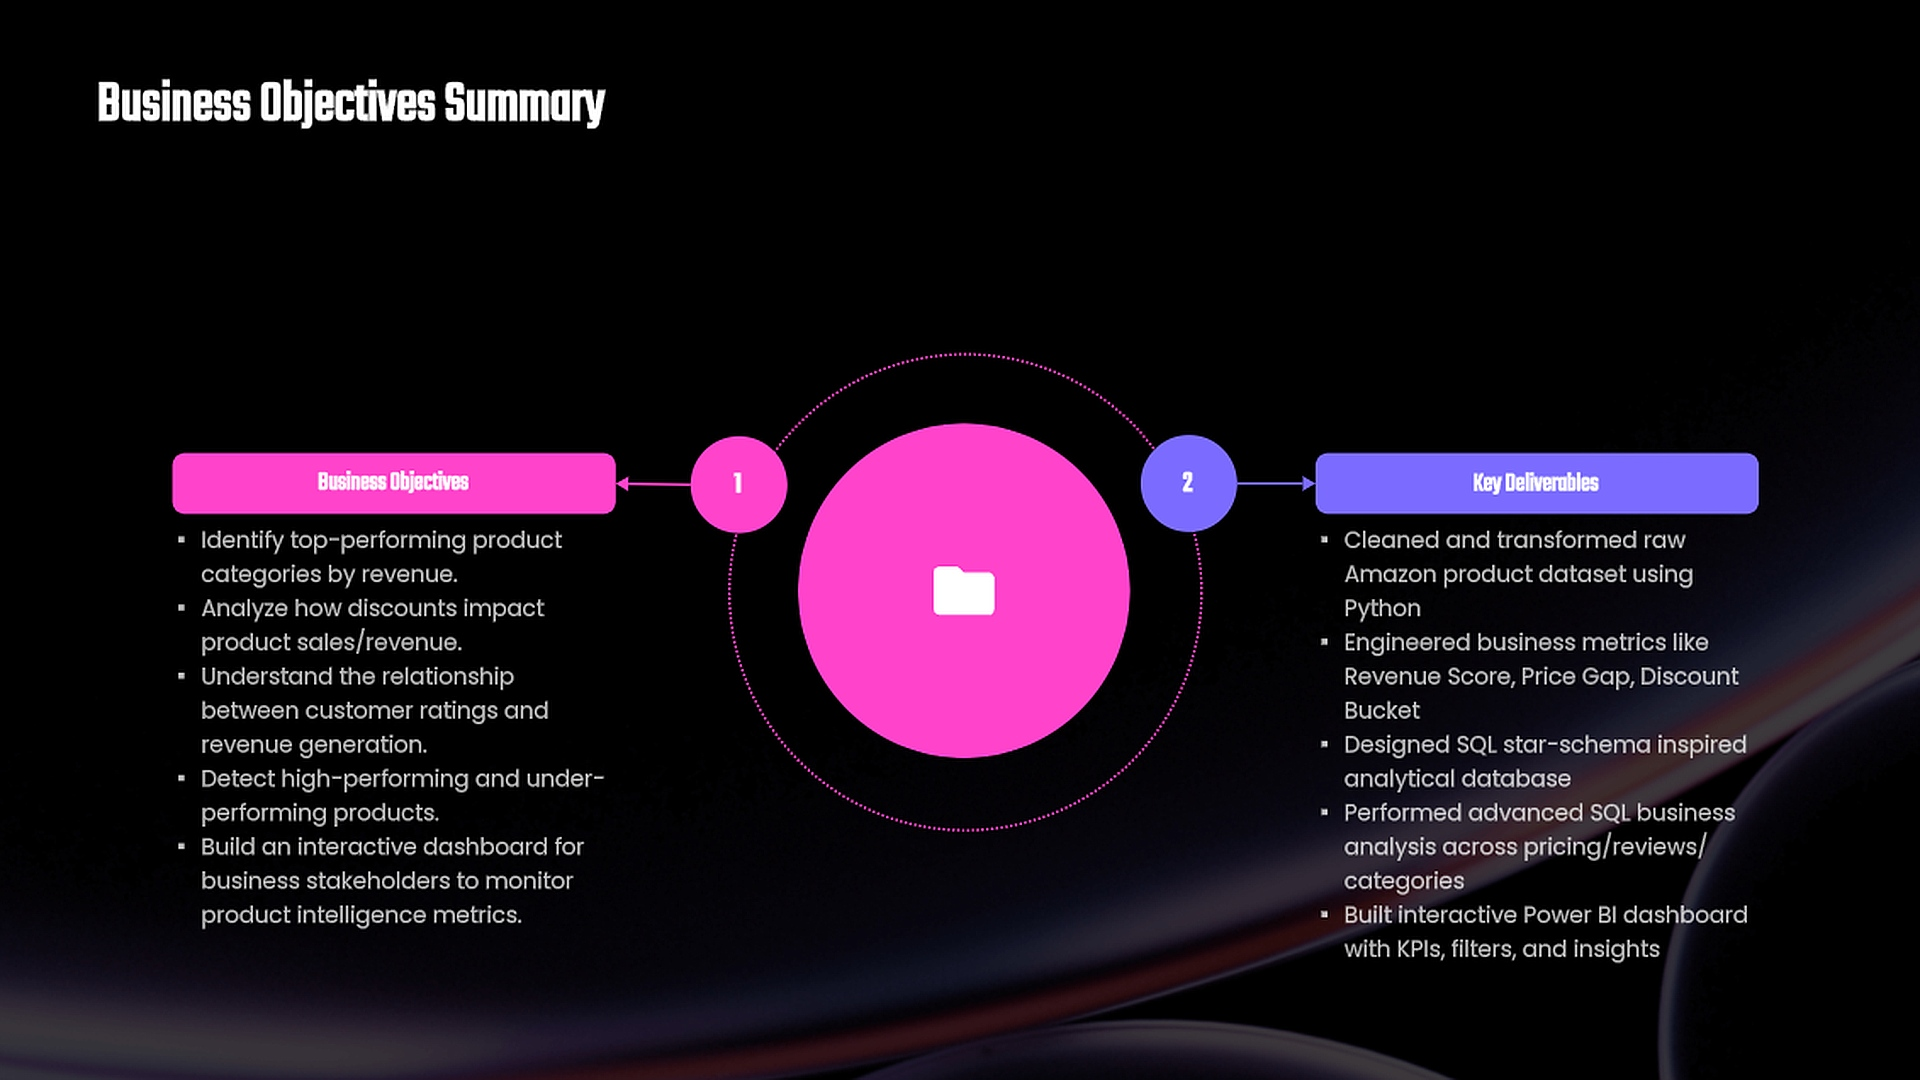 Business Objectives Summary
Business Objectives
1
2
Key Deliverables
▪ Identify top-performing product
categories by revenue.
▪ Analyze how discounts impact
product sales/revenue.
▪ Understand the relationship
between customer ratings and
revenue generation.
▪ Detect high-performing and under-
performing products.
▪ Build an interactive dashboard for
business stakeholders to monitor
product intelligence metrics.
▪ Cleaned and transformed raw
Amazon product dataset using
Python
▪ Engineered business metrics like
Revenue Score, Price Gap, Discount
Bucket
▪ Designed SQL star-schema inspired
analytical database
▪ Performed advanced SQL business
analysis across pricing/reviews/
categories
▪ Built interactive Power BI dashboard
with KPIs, filters, and insights